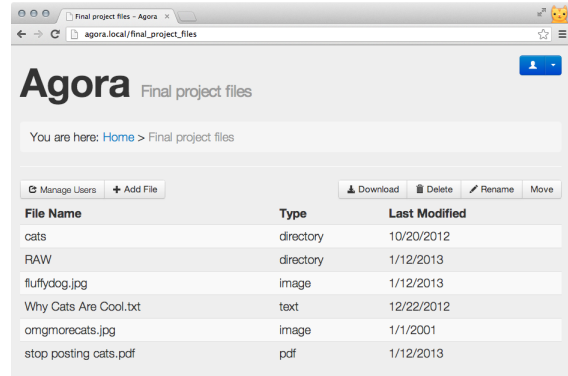 Final project files – Agora
agora.local/final_project_files
Agora Final project files
You are here: Home > Final project files
Manage Users Add File Download Delete Rename Move
File Name Type Last Modified
cats directory 10/20/2012
RAW directory 1/12/2013
fluffydog.jpg image 1/12/2013
Why Cats Are Cool.txt text 12/22/2012
omgmorecats.jpg image 1/1/2001
stop posting cats.pdf pdf 1/12/2013